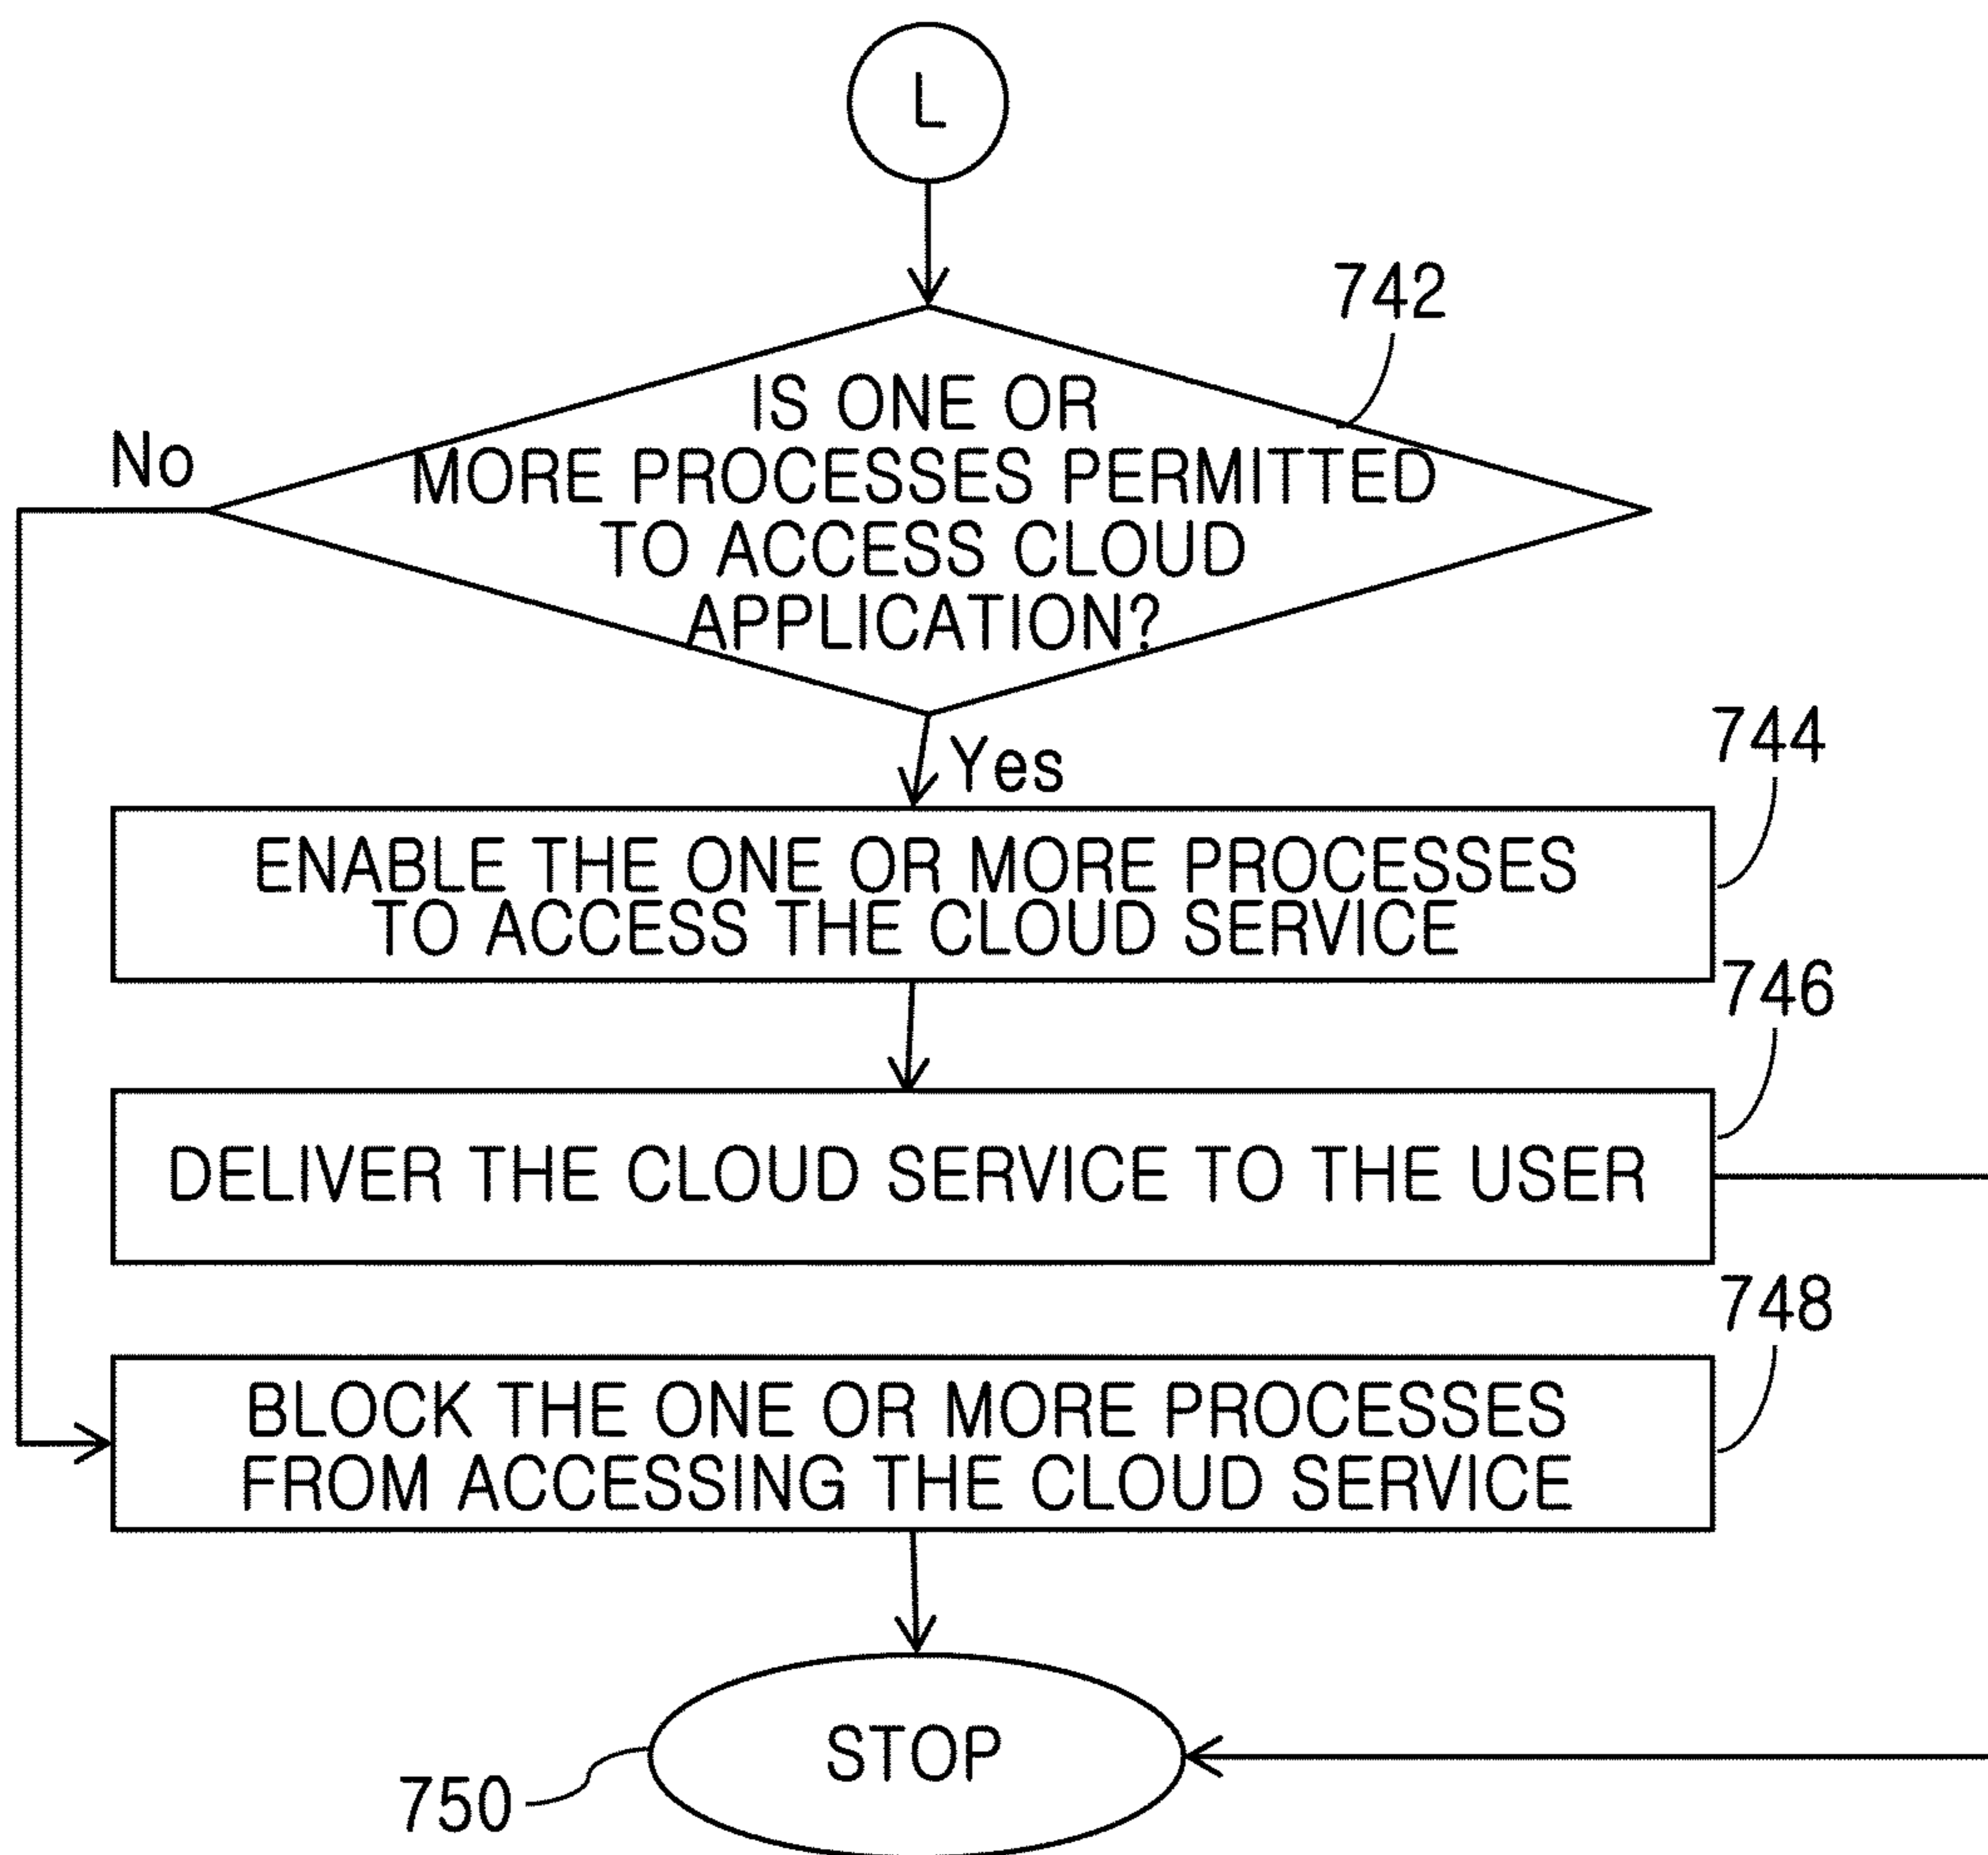 L
742
IS ONE OR
MORE PROCESSES PERMITTED
TO ACCESS CLOUD
APPLICATION?
No
Yes
744
ENABLE THE ONE OR MORE PROCESSES
TO ACCESS THE CLOUD SERVICE
746
DELIVER THE CLOUD SERVICE TO THE USER
748
BLOCK THE ONE OR MORE PROCESSES
FROM ACCESSING THE CLOUD SERVICE
STOP
750